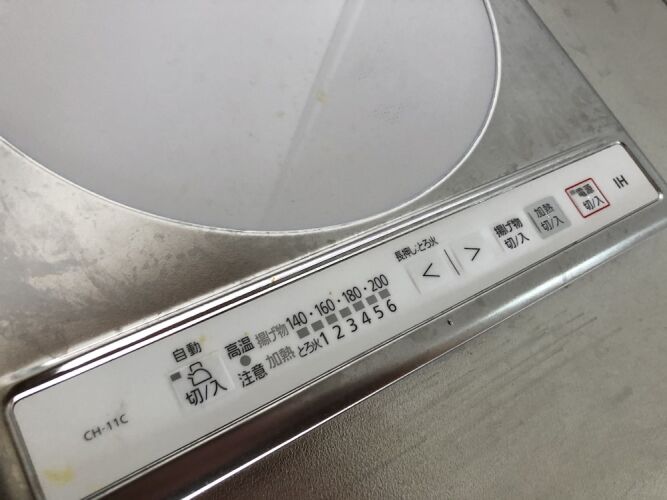 CH-11C
自動
切/入
高温
注意
揚げ物 140・160・180・200
加熱
とろ火 1 2 3 4 5 6
長押し:とろ火
< | >
揚げ物
切/入
加熱
切/入
電源
切/入
IH